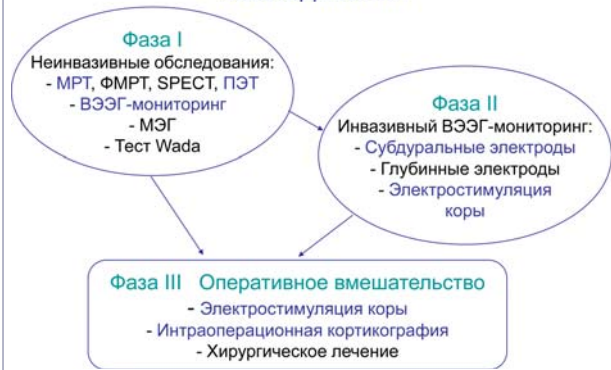 Фаза I
Неинвазивные обследования:
- МРТ, ФМРТ, SPECT, ПЭТ
- ВЭЭГ-мониторинг
- МЭГ
- Тест Wada
Фаза II
Инвазивный ВЭЭГ-мониторинг:
- Субдуральные электроды
- Глубинные электроды
- Электростимуляция
коры
Фаза III Оперативное вмешательство
- Электростимуляция коры
- Интраоперационная кортикография
- Хирургическое лечение